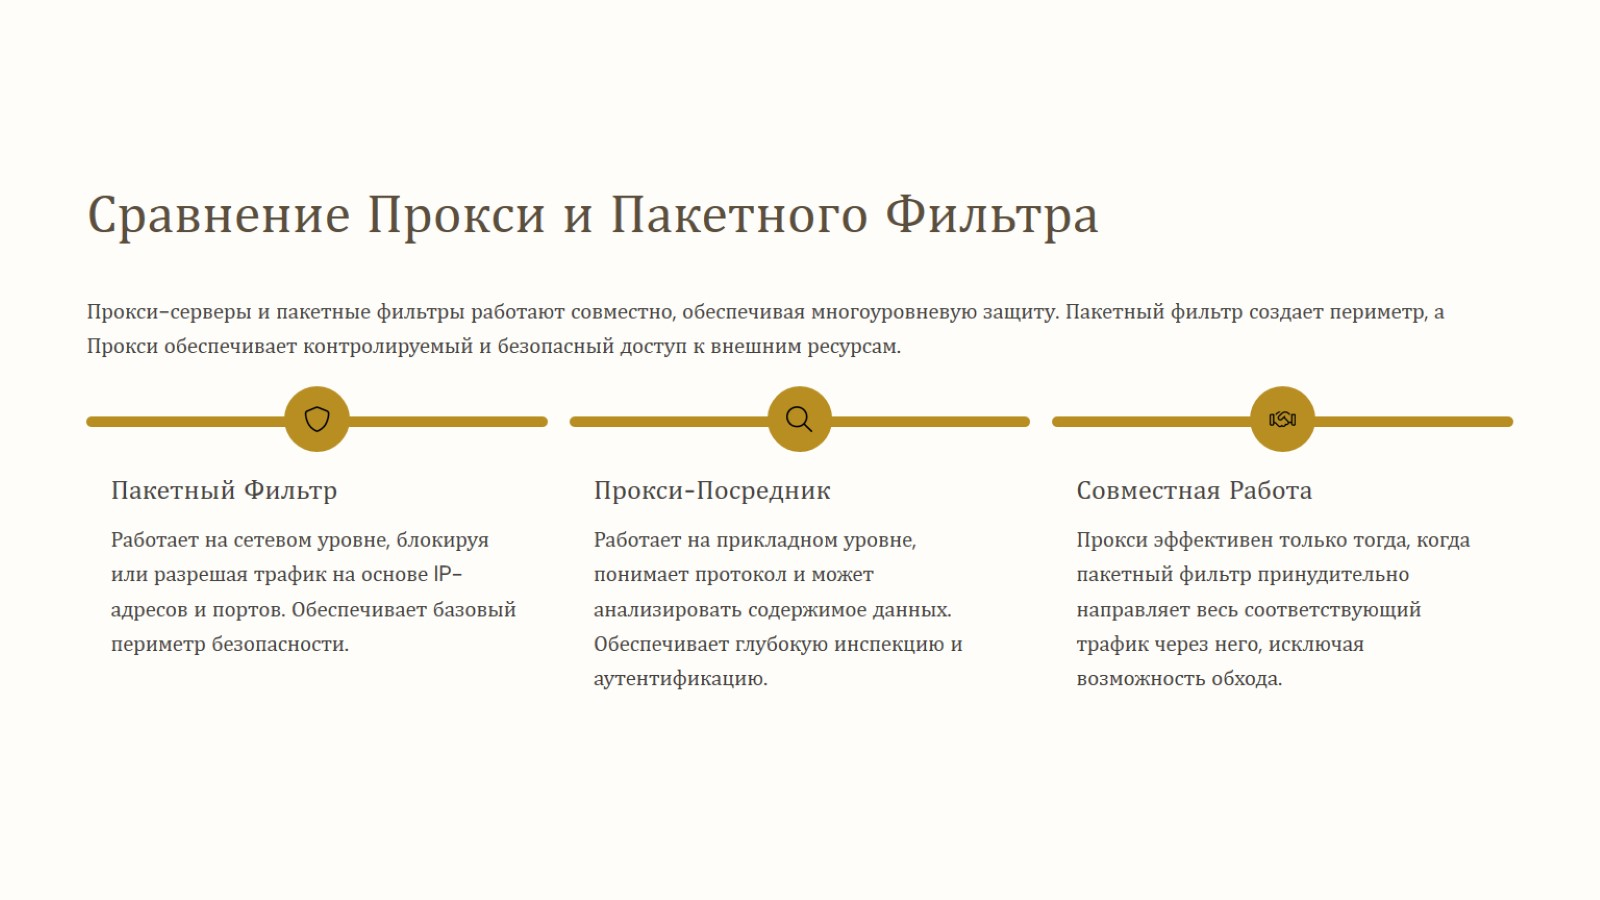 Сравнение Прокси и Пакетного Фильтра
Прокси-серверы и пакетные фильтры работают совместно, обеспечивая многоуровневую защиту. Пакетный фильтр создает периметр, а
Прокси обеспечивает контролируемый и безопасный доступ к внешним ресурсам.
Пакетный Фильтр
Работает на сетевом уровне, блокируя
или разрешая трафик на основе IP-
адресов и портов. Обеспечивает базовый
периметр безопасности.
Прокси-Посредник
Работает на прикладном уровне,
понимает протокол и может
анализировать содержимое данных.
Обеспечивает глубокую инспекцию и
аутентификацию.
Совместная Работа
Прокси эффективен только тогда, когда
пакетный фильтр принудительно
направляет весь соответствующий
трафик через него, исключая
возможность обхода.